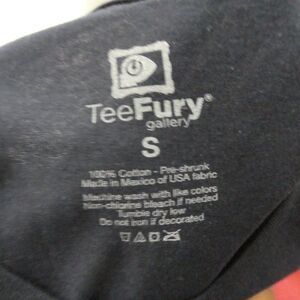 TeeFury®
gallery
S
100% Cotton - Pre-shrunk
Made in Mexico of USA fabric
Machine wash with like colors
Non-chlorine bleach if needed
Tumble dry low
Do not iron if decorated